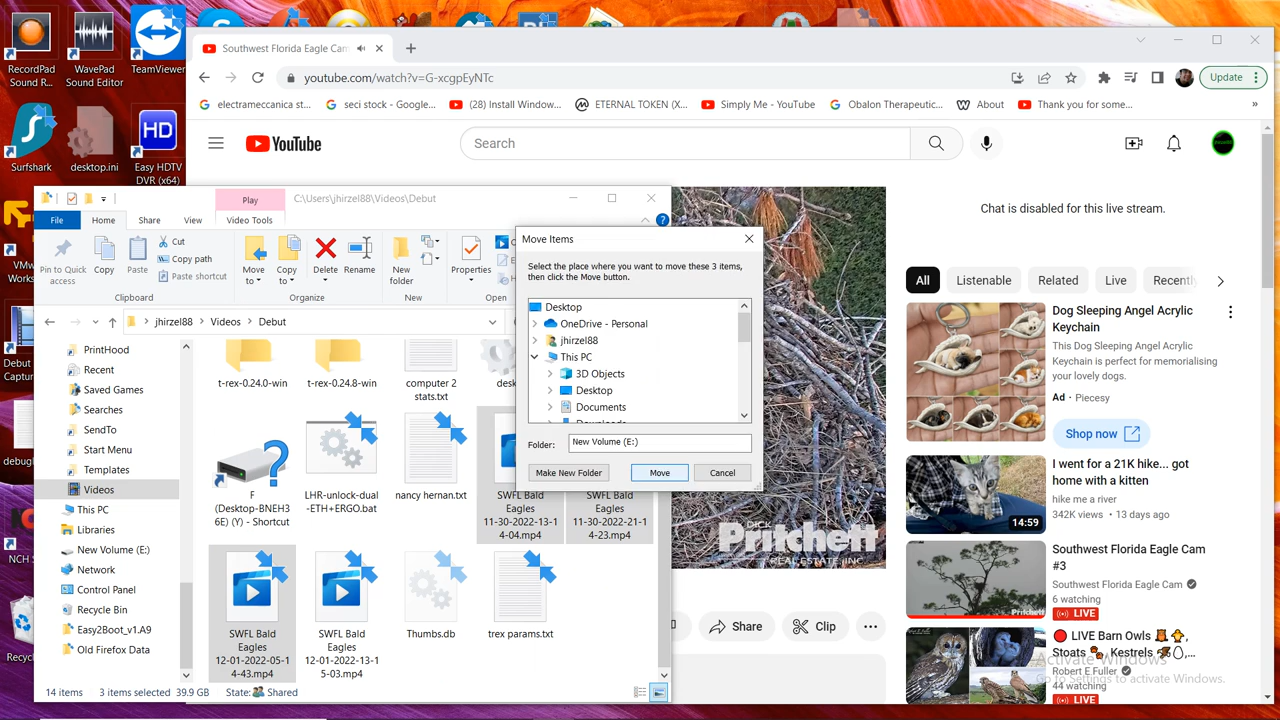 RecordPad
Sound R...
WavePad
Sound Editor
TeamViewer
Surfshark
desktop.ini
HD
Easy HDTV
DVR (x64)
Southwest Florida Eagle Cam
youtube.com/watch?v=G-xcgpEyNTc
Update
electrameccanica st...
seci stock - Google...
(28) Install Window...
ETERNAL TOKEN (X...
Simply Me - YouTube
Obalon Therapeutic...
About
Thank you for some...
»
YouTube
Search
Chat is disabled for this live stream.
All
Listenable
Related
Live
Recently
Dog Sleeping Angel Acrylic
Keychain
This Dog Sleeping Angel Acrylic
Keychain is perfect for memorialising
your lovely dogs.
Ad · Piecesy
Shop now
I went for a 21K hike... got
home with a kitten
hike me a river
342K views • 13 days ago
14:59
Southwest Florida Eagle Cam
#3
Southwest Florida Eagle Cam
6 watching
LIVE
Pritchett
LIVE Barn Owls
Stoats Kestrels
Robert E Fuller
44 watching
LIVE
Activate Windows
Go to Settings to activate Windows.
DICK
Pritchett
REAL ESTATE, INC
Share
Clip
Play
C:\Users\jhirzel88\Videos\Debut
File
Home
Share
View
Video Tools
Pin to Quick
access
Copy
Paste
Cut
Copy path
Paste shortcut
Clipboard
Move
to
Copy
to
Delete
Rename
Organize
New
folder
New
Properties
Open
jhirzel88
Videos
Debut
PrintHood
Recent
Saved Games
Searches
SendTo
Start Menu
Templates
Videos
This PC
Libraries
New Volume (E:)
Network
Control Panel
Recycle Bin
Easy2Boot_v1.A9
Old Firefox Data
t-rex-0.24.0-win
t-rex-0.24.8-win
computer 2
stats.txt
desk
F
(Desktop-BNEH3
6E) (Y) - Shortcut
LHR-unlock-dual
-ETH+ERGO.bat
nancy hernan.txt
SWFL Bald
Eagles
11-30-2022-13-1
4-04.mp4
SWFL Bald
Eagles
11-30-2022-21-1
4-23.mp4
SWFL Bald
Eagles
12-01-2022-05-1
4-43.mp4
SWFL Bald
Eagles
12-01-2022-13-1
5-03.mp4
Thumbs.db
trex params.txt
14 items
3 items selected
39.9 GB
State:
Shared
Move Items
Select the place where you want to move these 3 items,
then click the Move button.
Desktop
OneDrive - Personal
jhirzel88
This PC
3D Objects
Desktop
Documents
Folder:
New Volume (E:)
Make New Folder
Move
Cancel
VMw
Works
Debut
Captur
debug
NCH S
Recyc